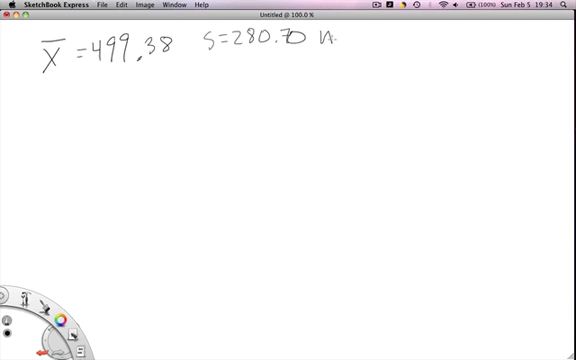 SketchBook Express File Edit Image Window Help (100%) Sun Feb 5 19:34
Untitled @ 100.0 %
X̅ = 499.38 s=280.70 n